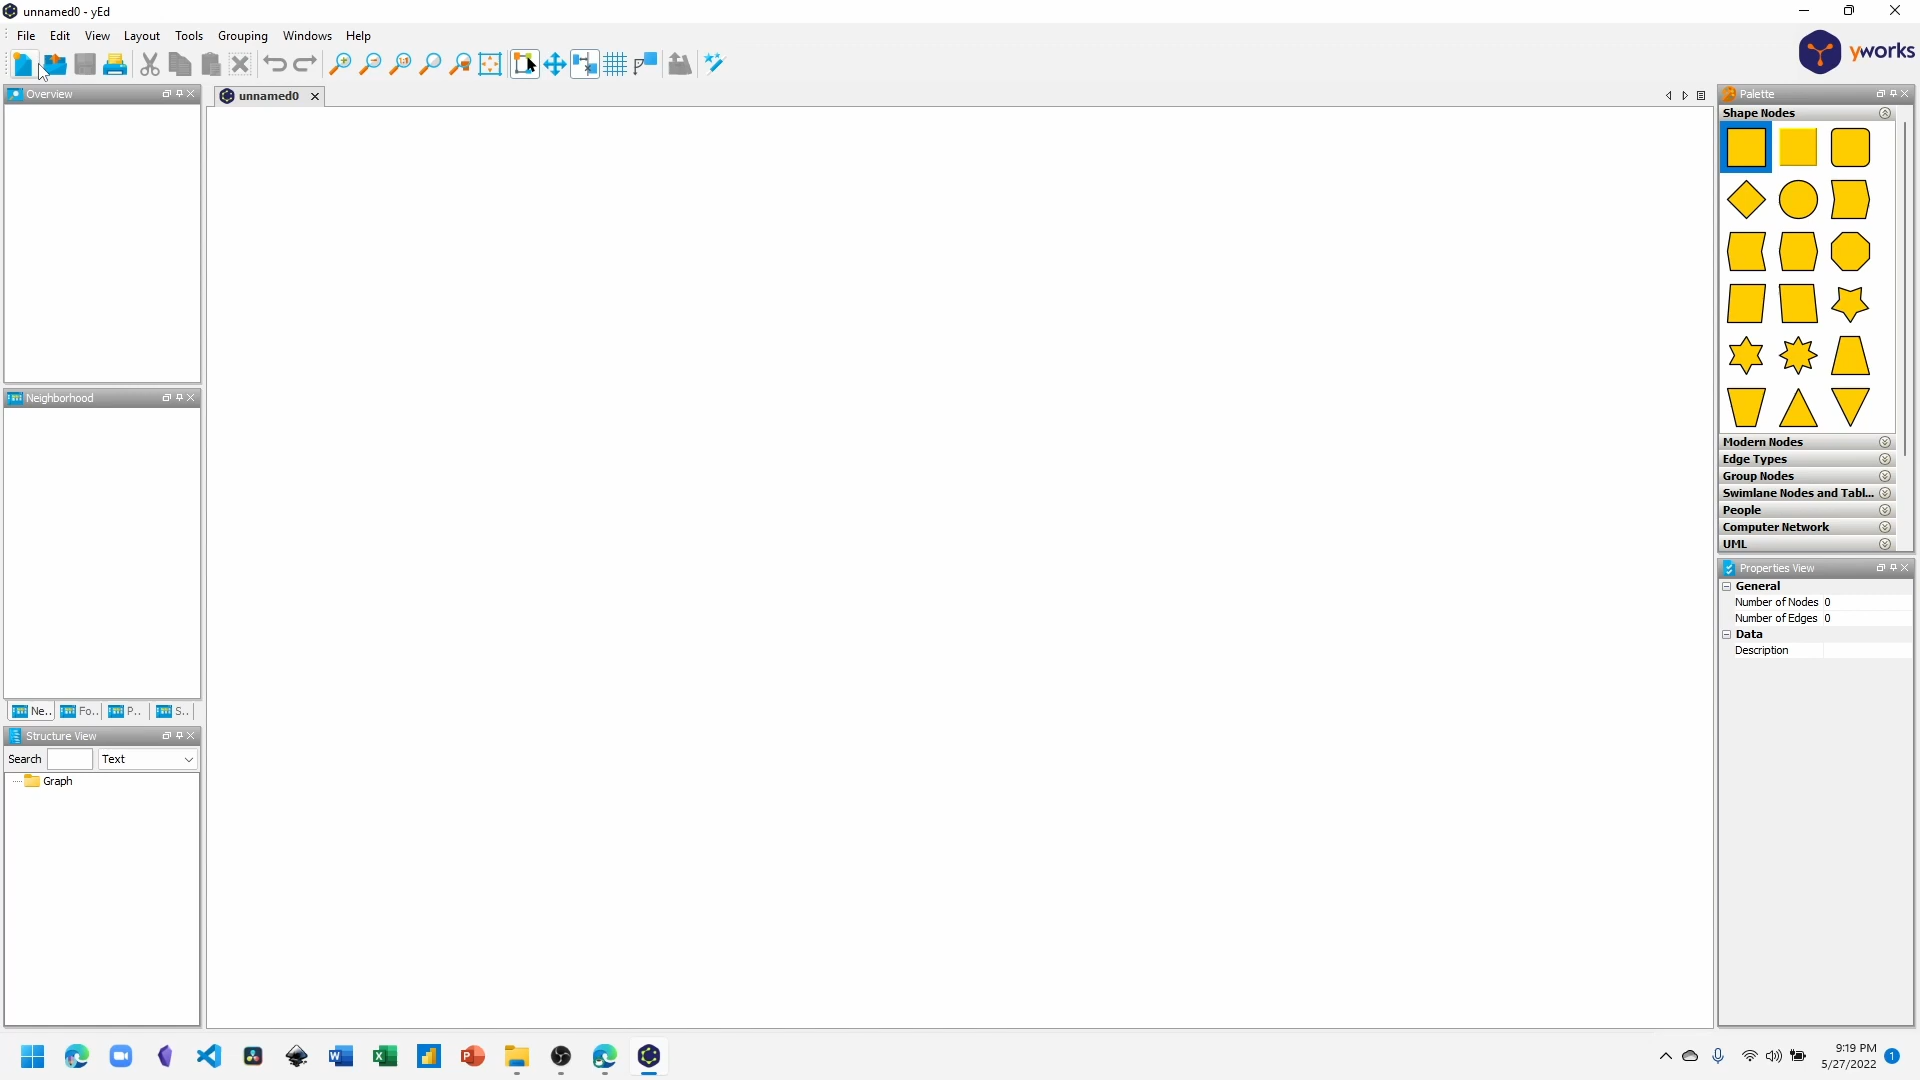 unnamed0 - yEd
File Edit View Layout Tools Grouping Windows Help
yworks
Overview
unnamed0
Palette
Shape Nodes
Neighborhood
Modern Nodes
Edge Types
Group Nodes
Swimlane Nodes and Tabl...
People
Computer Network
UML
Properties View
General
Number of Nodes 0
Number of Edges 0
Data
Description
Ne.. Fo.. P.. S..
Structure View
Search Text
Graph
9:19 PM
5/27/2022
1